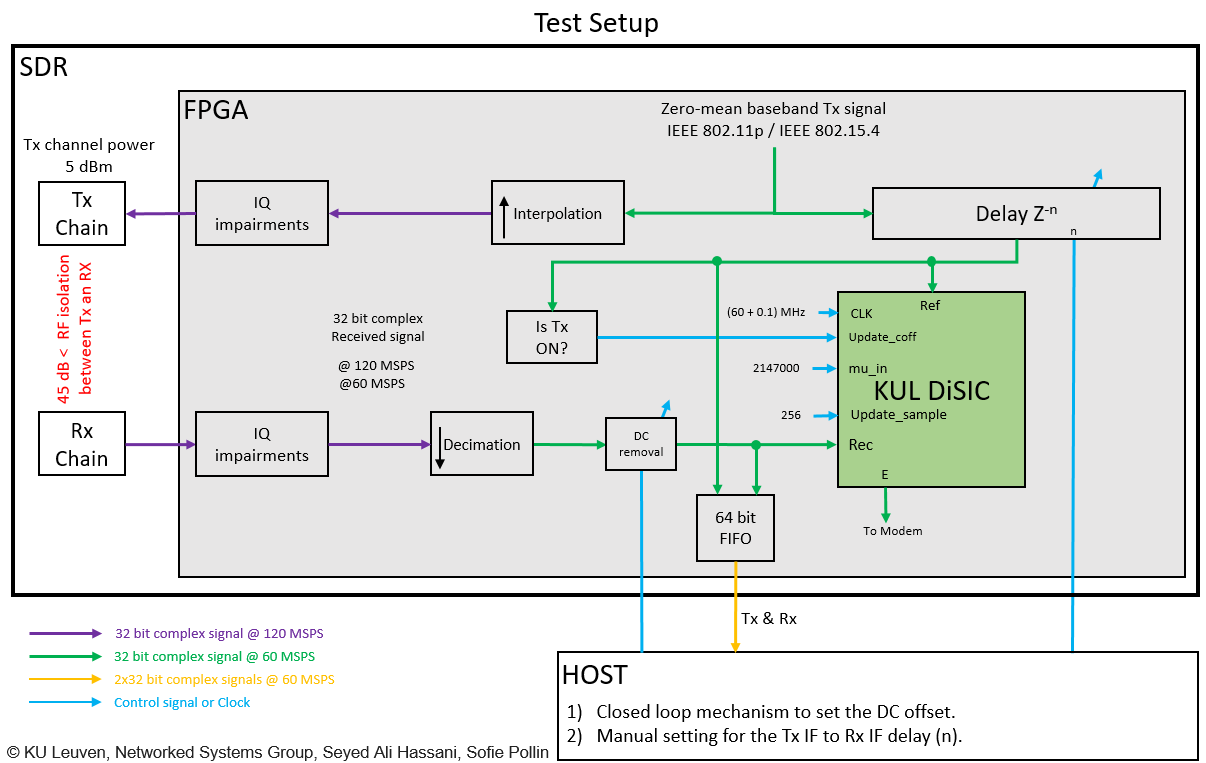 Test Setup
SDR
FPGA
Zero-mean baseband Tx signal
IEEE 802.11p / IEEE 802.15.4
Tx channel power
5 dBm
Tx
Chain
IQ
impairments
Interpolation
Delay Z-n
n
45 dB < RF isolation
between Tx an RX
32 bit complex
Received signal
@ 120 MSPS
@60 MSPS
Is Tx
ON?
(60 + 0.1) MHz
2147000
256
Ref
CLK
Update_coff
mu_in
KUL DiSIC
Update_sample
Rec
E
To Modem
Rx
Chain
IQ
impairments
Decimation
DC
removal
64 bit
FIFO
Tx & Rx
32 bit complex signal @ 120 MSPS
32 bit complex signal @ 60 MSPS
2x32 bit complex signals @ 60 MSPS
Control signal or Clock
HOST
1) Closed loop mechanism to set the DC offset.
2) Manual setting for the Tx IF to Rx IF delay (n).
© KU Leuven, Networked Systems Group, Seyed Ali Hassani, Sofie Pollin